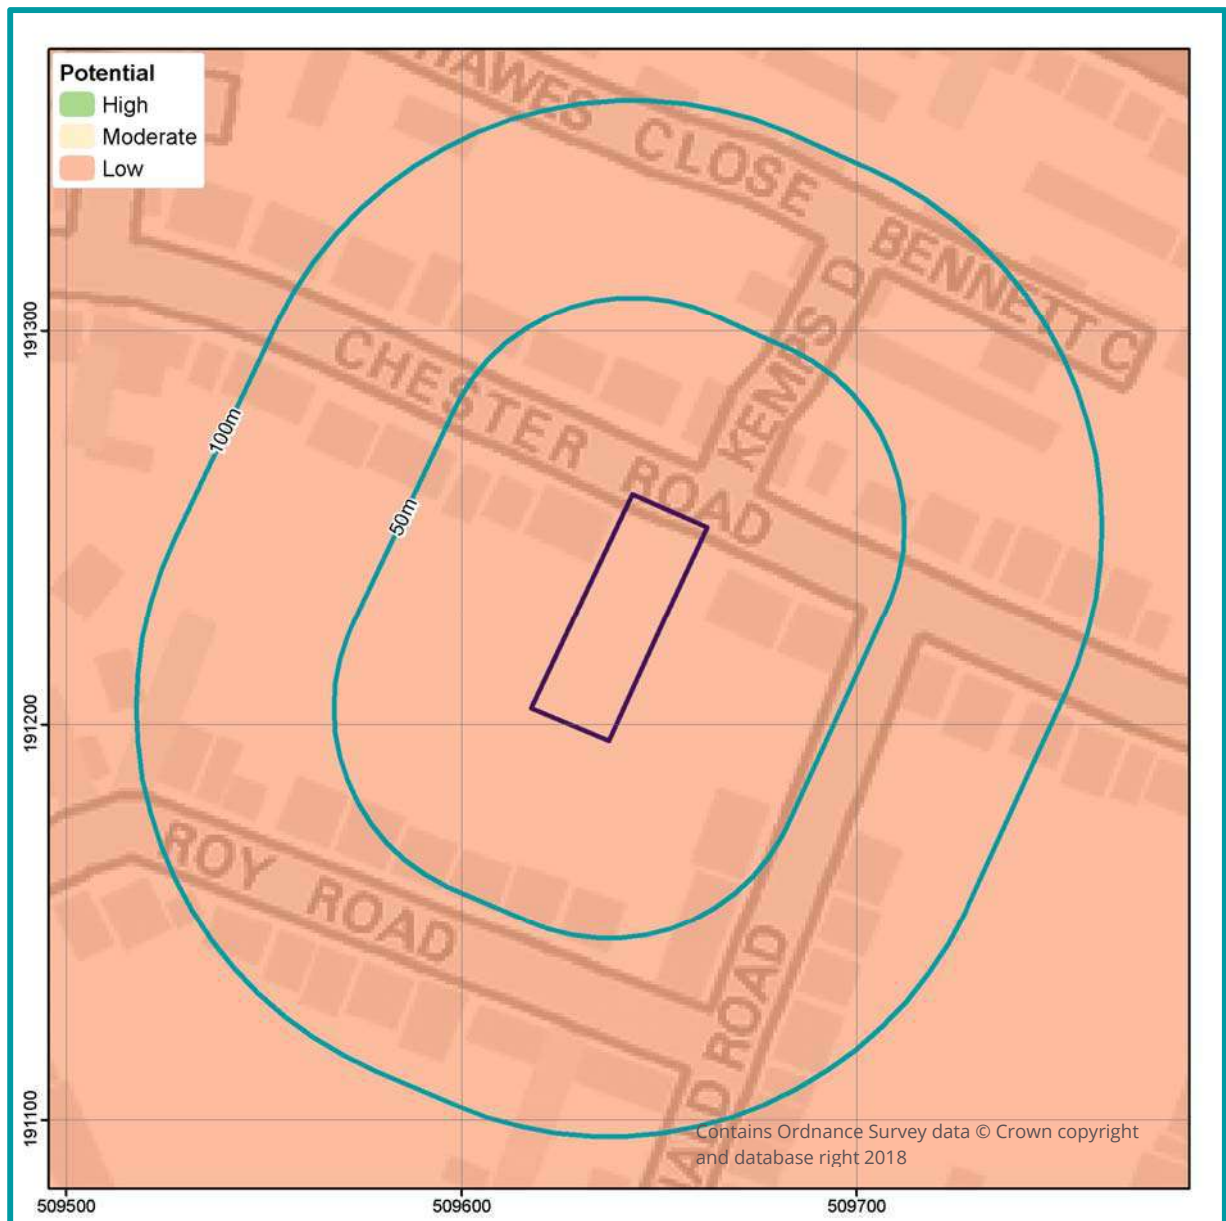 Potential
High
Moderate
Low
HAWES CLOSE
BENNETT C
KEMPS D
CHESTER ROAD
100m
50m
ROY ROAD
ROAD
191300
191200
191100
Contains Ordnance Survey data © Crown copyright
and database right 2018
509500 509600 509700